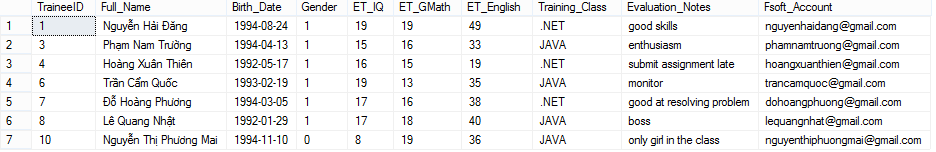 TraineeID Full_Name Birth_Date Gender ET_IQ ET_GMath ET_English Training_Class Evaluation_Notes Fsoft_Account
1 1 Nguyễn Hải Đăng 1994-08-24 1 19 19 49 .NET good skills nguyenhaidang@gmail.com
2 3 Phạm Nam Trường 1994-04-13 1 15 16 33 JAVA enthusiasm phamnamtruong@gmail.com
3 4 Hoàng Xuân Thiên 1992-05-17 1 16 15 19 .NET submit assignment late hoangxuanthien@gmail.com
4 6 Trần Cẩm Quốc 1993-02-19 1 19 13 35 JAVA monitor trancamquoc@gmail.com
5 7 Đỗ Hoàng Phương 1994-03-05 1 17 16 38 .NET good at resolving problem dohoangphuong@gmail.com
6 8 Lê Quang Nhật 1992-01-29 1 17 18 40 JAVA boss lequangnhat@gmail.com
7 10 Nguyễn Thị Phương Mai 1994-11-10 0 8 19 36 JAVA only girl in the class nguyenthiphuongmai@gmail.com